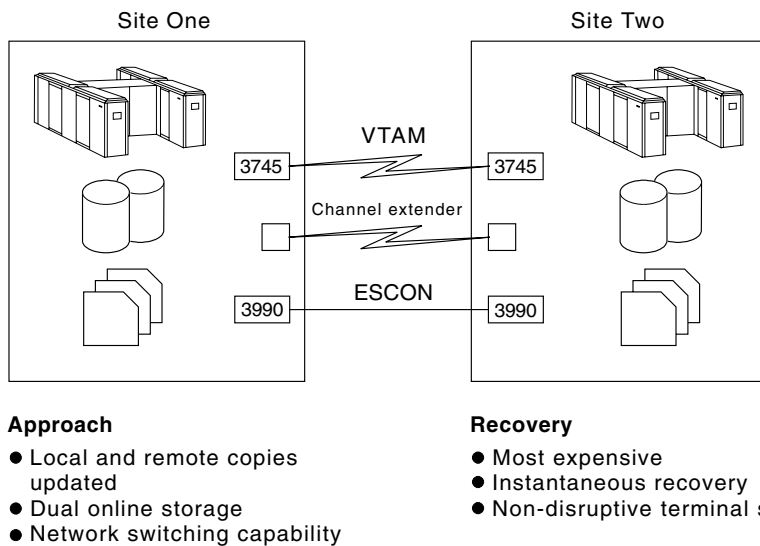 Site One
Site Two
VTAM
3745
3745
Channel extender
ESCON
3990
3990
Approach
● Local and remote copies
updated
● Dual online storage
● Network switching capability
Recovery
● Most expensive
● Instantaneous recovery
● Non-disruptive terminal